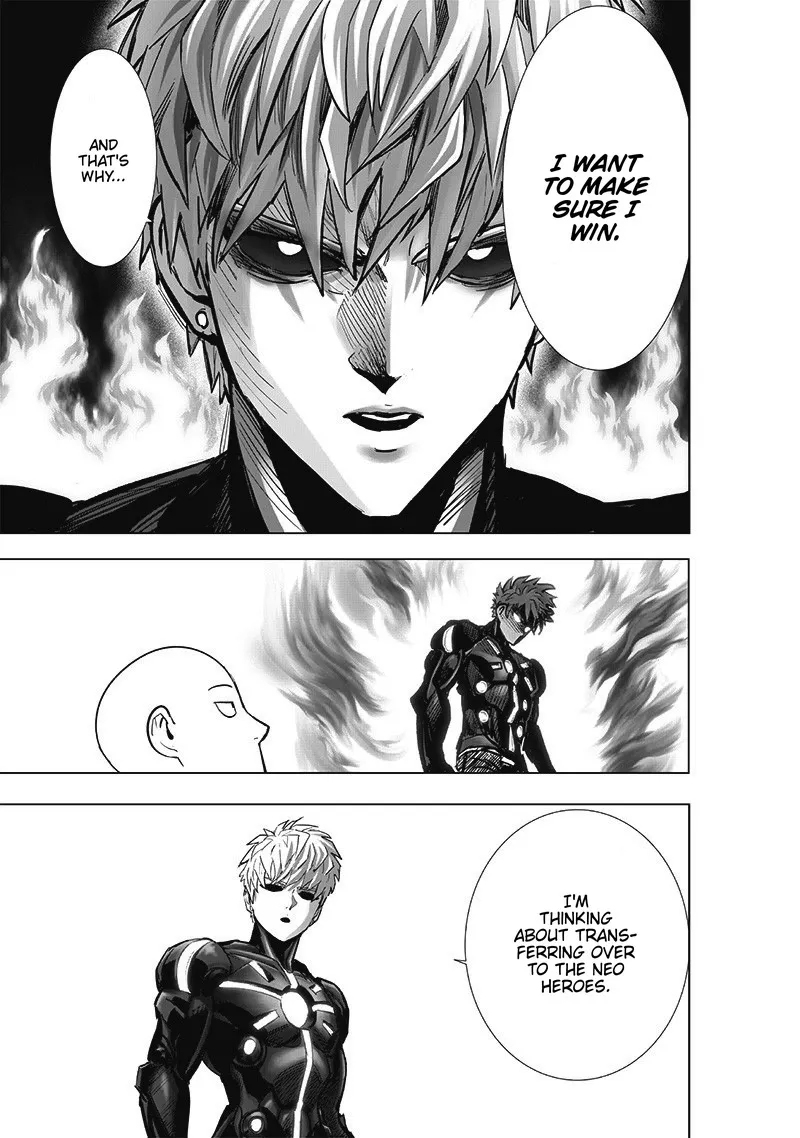 I WANT
TO MAKE
SURE I
WIN.
AND
THAT'S
WHY...
I'M
THINKING
ABOUT TRANS-
FERRING OVER
TO THE NEO
HEROES.